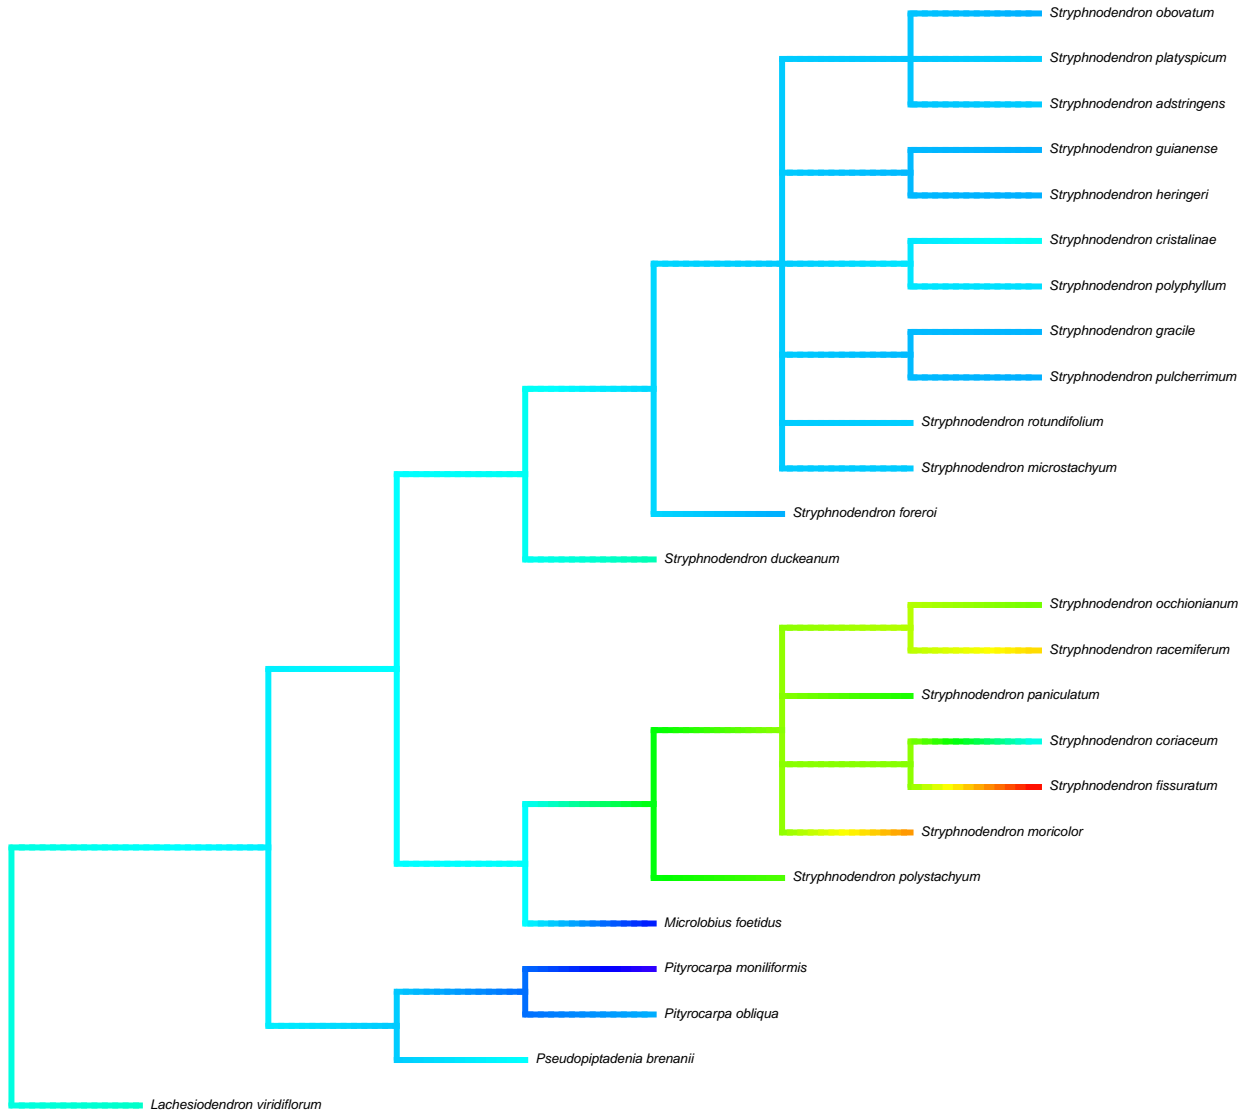 Stryphnodendron obovatum
Stryphnodendron platyspicum
Stryphnodendron adstringens
Stryphnodendron guianense
Stryphnodendron heringeri
Stryphnodendron cristalinae
Stryphnodendron polyphyllum
Stryphnodendron gracile
Stryphnodendron pulcherrimum
Stryphnodendron rotundifolium
Stryphnodendron microstachyum
Stryphnodendron foreroi
Stryphnodendron duckeanum
Stryphnodendron occhionianum
Stryphnodendron racemiferum
Stryphnodendron paniculatum
Stryphnodendron coriaceum
Stryphnodendron fissuratum
Stryphnodendron moricolor
Stryphnodendron polystachyum
Microlobius foetidus
Pityrocarpa moniliformis
Pityrocarpa obliqua
Pseudopiptadenia brenanii
Lachesiodendron viridiflorum